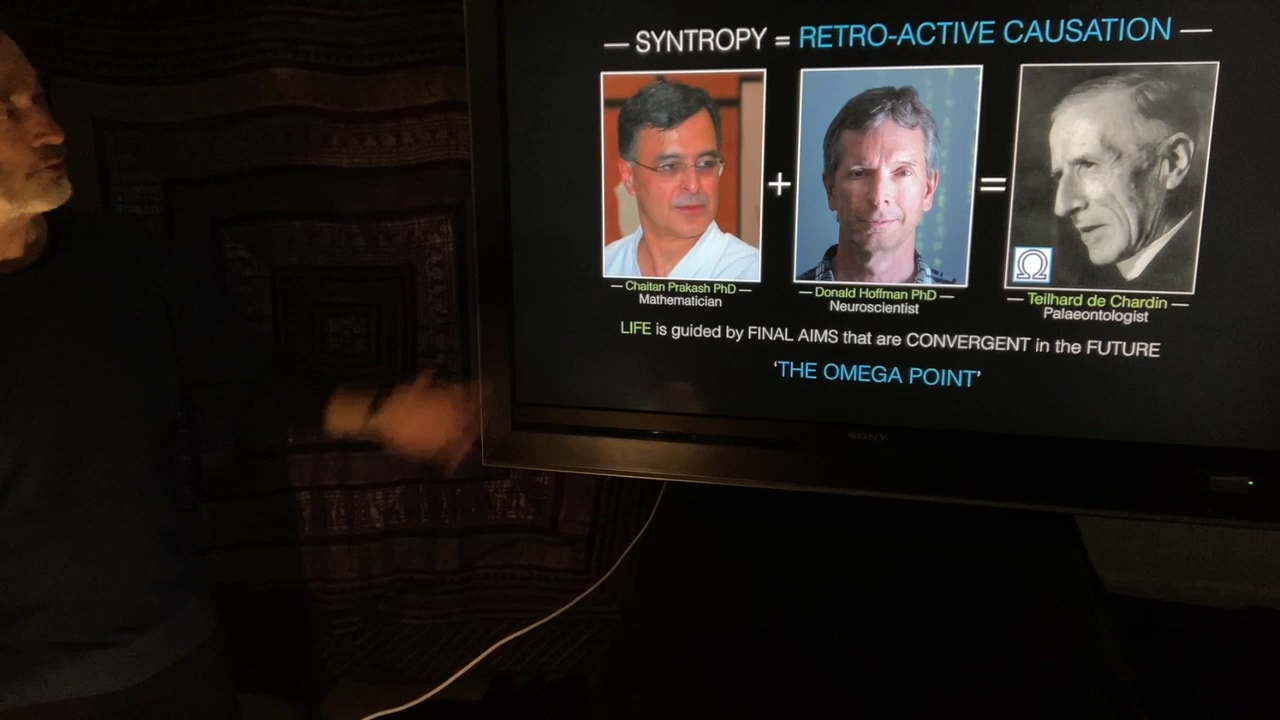 — SYNTROPY = RETRO-ACTIVE CAUSATION —
+
=
Ω
— Chaitan Prakash PhD —
Mathematician
— Donald Hoffman PhD —
Neuroscientist
— Teilhard de Chardin —
Palaeontologist
LIFE is guided by FINAL AIMS that are CONVERGENT in the FUTURE
‘THE OMEGA POINT’
SONY